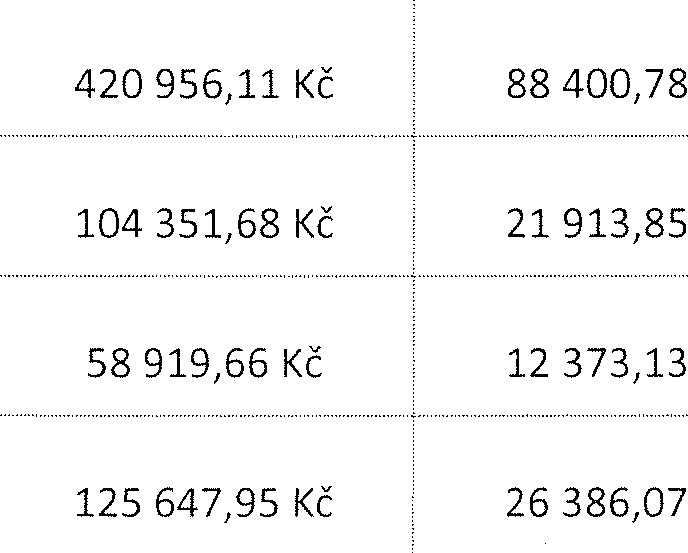 420 956,11 Kč 88 400,78
104 351,68 Kč 21 913,85
58 919,66 Kč 12 373,13
125 647,95 Kč 26 386,07